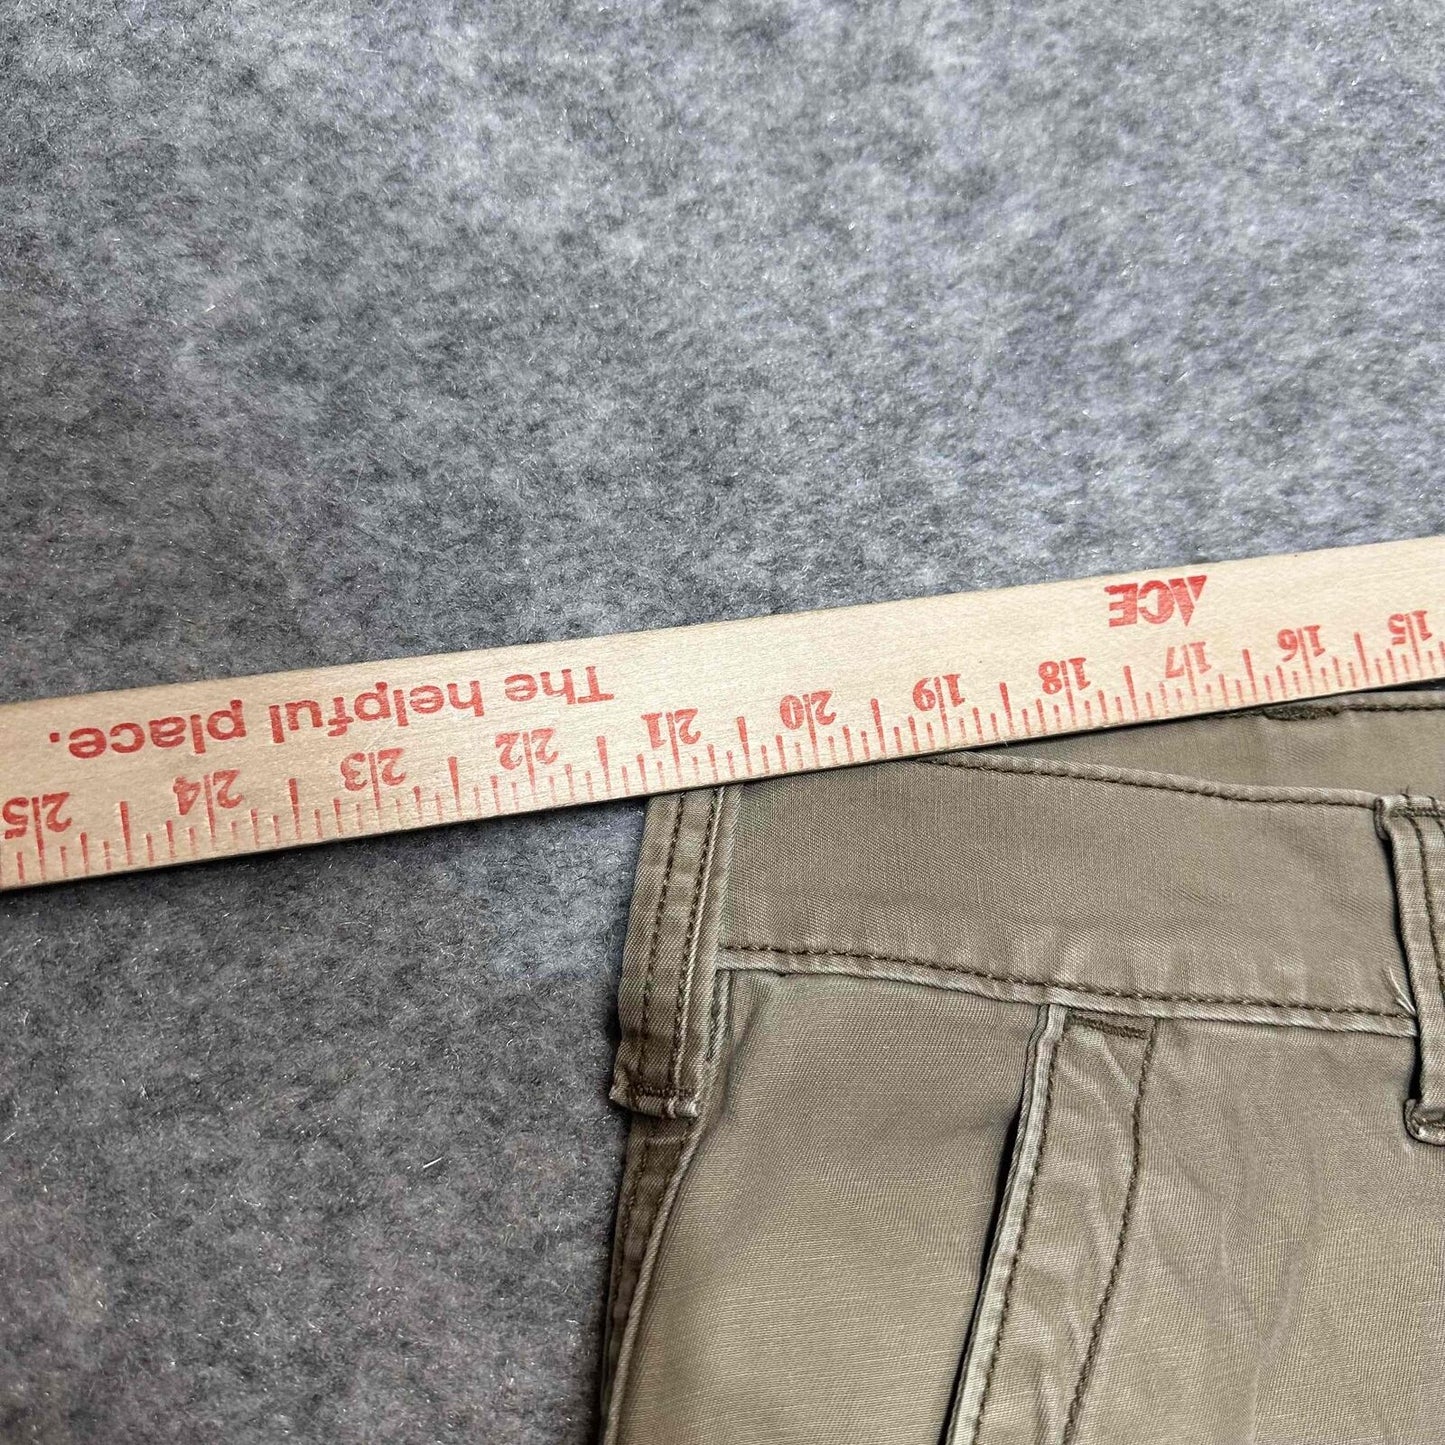 ACE
The helpful place.
15 16 17 18 19 20 21 22 23 24 25